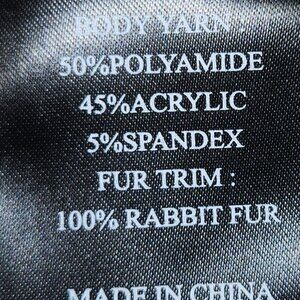 BODY YARN
50%POLYAMIDE
45%ACRYLIC
5%SPANDEX
FUR TRIM :
100% RABBIT FUR
MADE IN CHINA